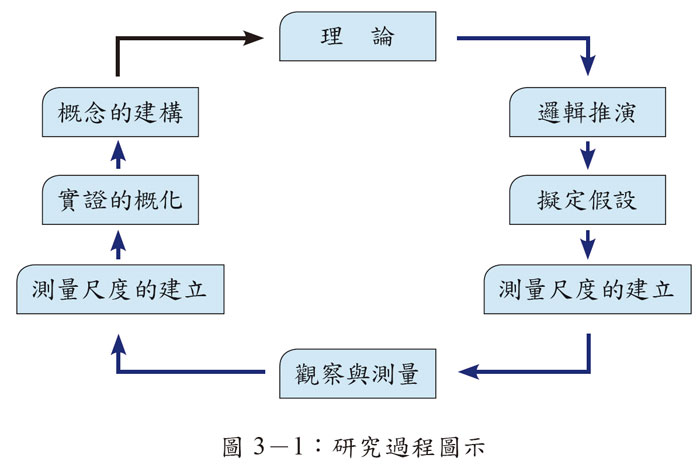 理　論
概念的建構
邏輯推演
實證的概化
擬定假設
測量尺度的建立
測量尺度的建立
觀察與測量
圖 3－1：研究過程圖示